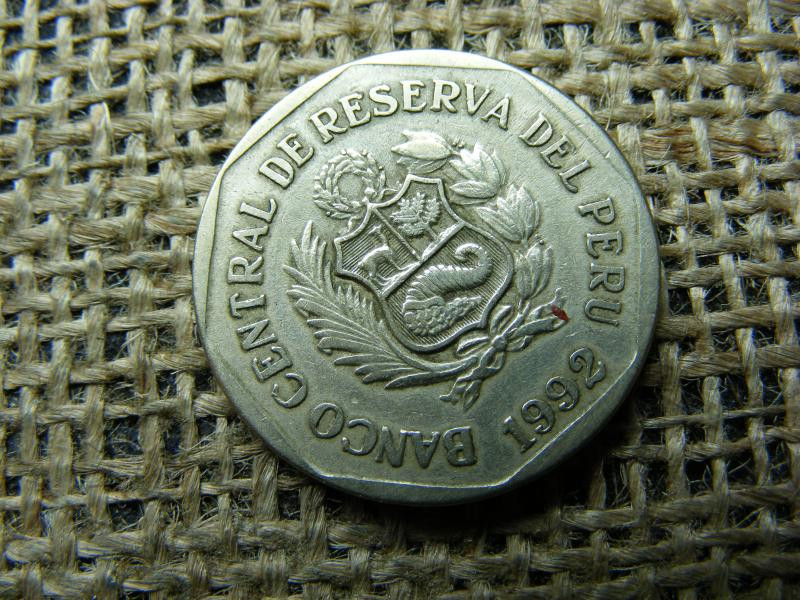 BANCO CENTRAL DE RESERVA DEL PERU
1992